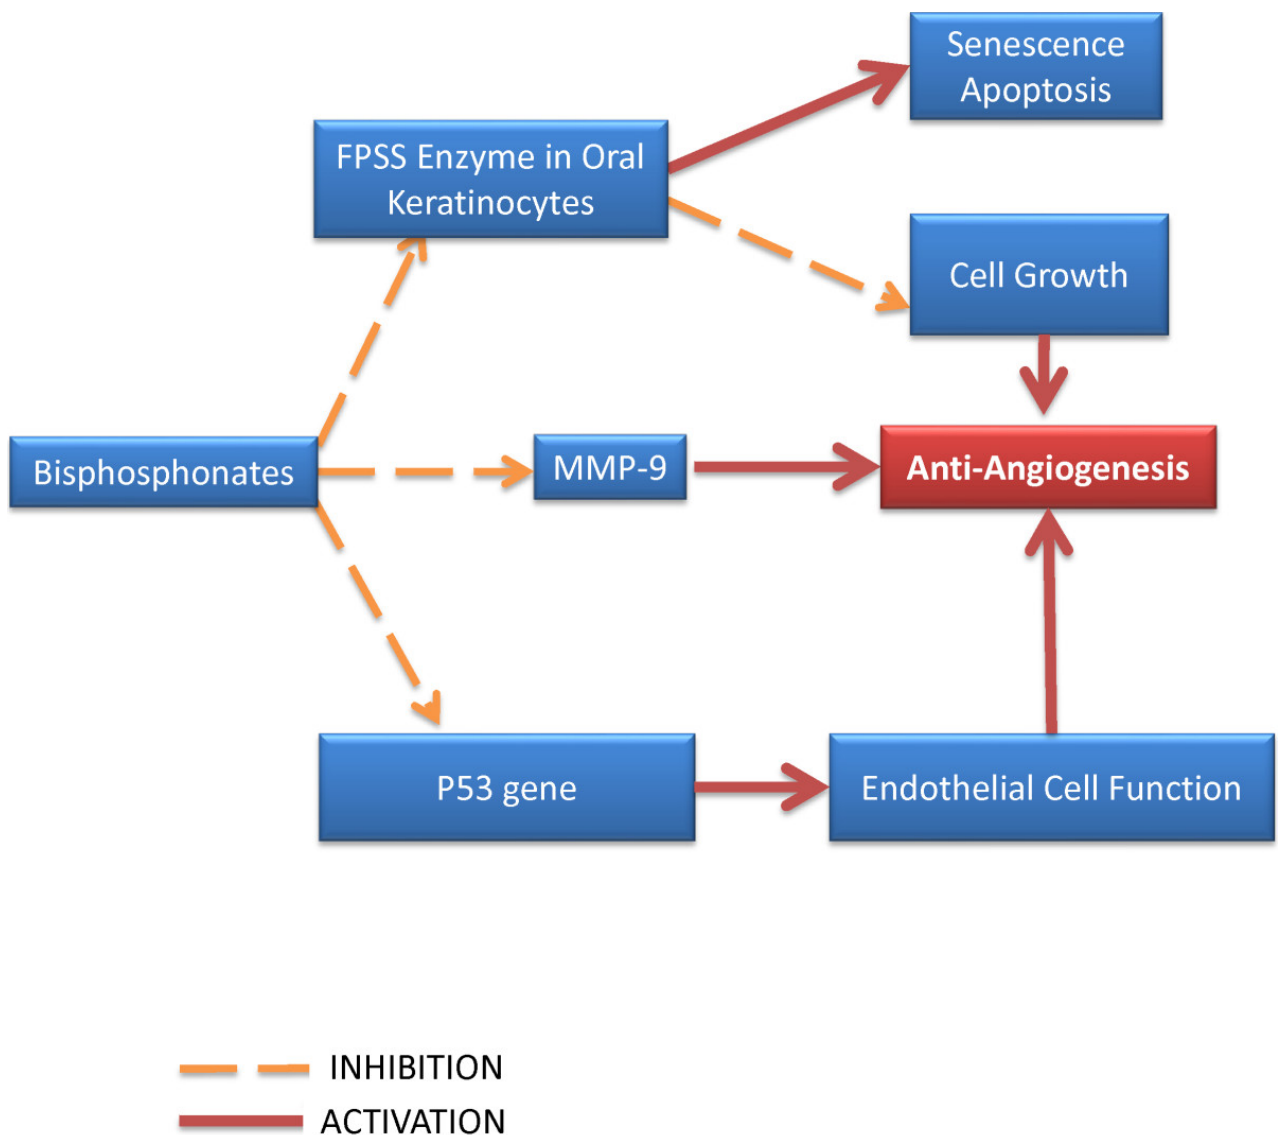 Senescence
Apoptosis
FPSS Enzyme in Oral
Keratinocytes
Cell Growth
Bisphosphonates
MMP-9
Anti-Angiogenesis
P53 gene
Endothelial Cell Function
INHIBITION
ACTIVATION